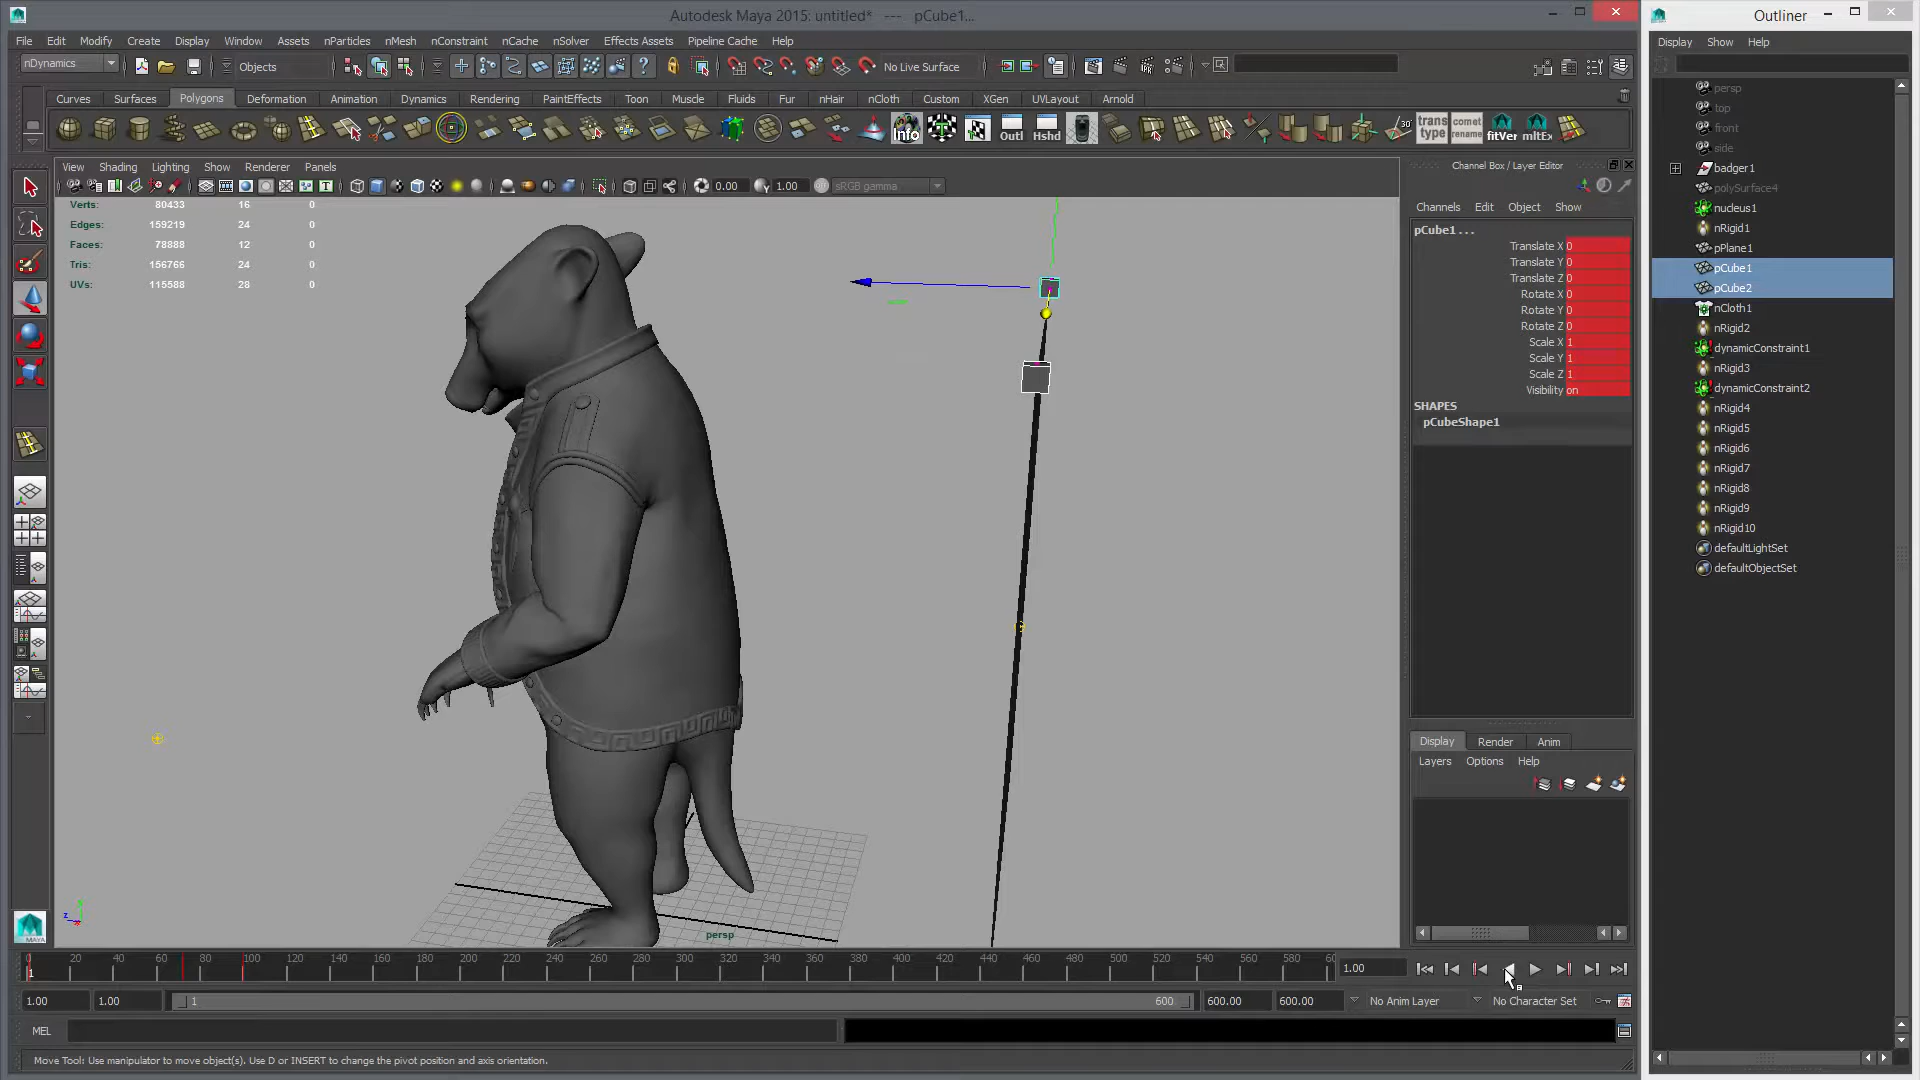 Autodesk Maya 2015: untitled* --- pCube1...
File Edit Modify Create Display Window Assets nParticles nMesh nConstraint nCache nSolver Effects Assets Pipeline Cache Help
nDynamics Objects No Live Surface
Curves Surfaces Polygons Deformation Animation Dynamics Rendering PaintEffects Toon Muscle Fluids Fur nHair nCloth Custom XGen UVLayout Arnold
Info Outl Hshd 30° trans type comet rename fitVer mltEx
View Shading Lighting Show Renderer Panels
0.00 1.00 sRGB gamma
Verts: 80433 16 0
Edges: 159219 24 0
Faces: 78888 12 0
Tris: 156766 24 0
UVs: 115588 28 0
persp
Channel Box / Layer Editor
Channels Edit Object Show
pCube1 ...
Translate X 0
Translate Y 0
Translate Z 0
Rotate X 0
Rotate Y 0
Rotate Z 0
Scale X 1
Scale Y 1
Scale Z 1
Visibility on
SHAPES
pCubeShape1
Display Render Anim
Layers Options Help
Outliner
Display Show Help
persp
top
front
side
badger1
polySurface4
nucleus1
nRigid1
pPlane1
pCube1
pCube2
nCloth1
nRigid2
dynamicConstraint1
nRigid3
dynamicConstraint2
nRigid4
nRigid5
nRigid6
nRigid7
nRigid8
nRigid9
nRigid10
defaultLightSet
defaultObjectSet
0 20 40 60 80 100 120 140 160 180 200 220 240 260 280 300 320 340 360 380 400 420 440 460 480 500 520 540 560 580 60
1 1.00
1.00 1.00 1 600 600.00 600.00 No Anim Layer No Character Set
MEL
Move Tool: Use manipulator to move object(s). Use D or INSERT to change the pivot position and axis orientation.